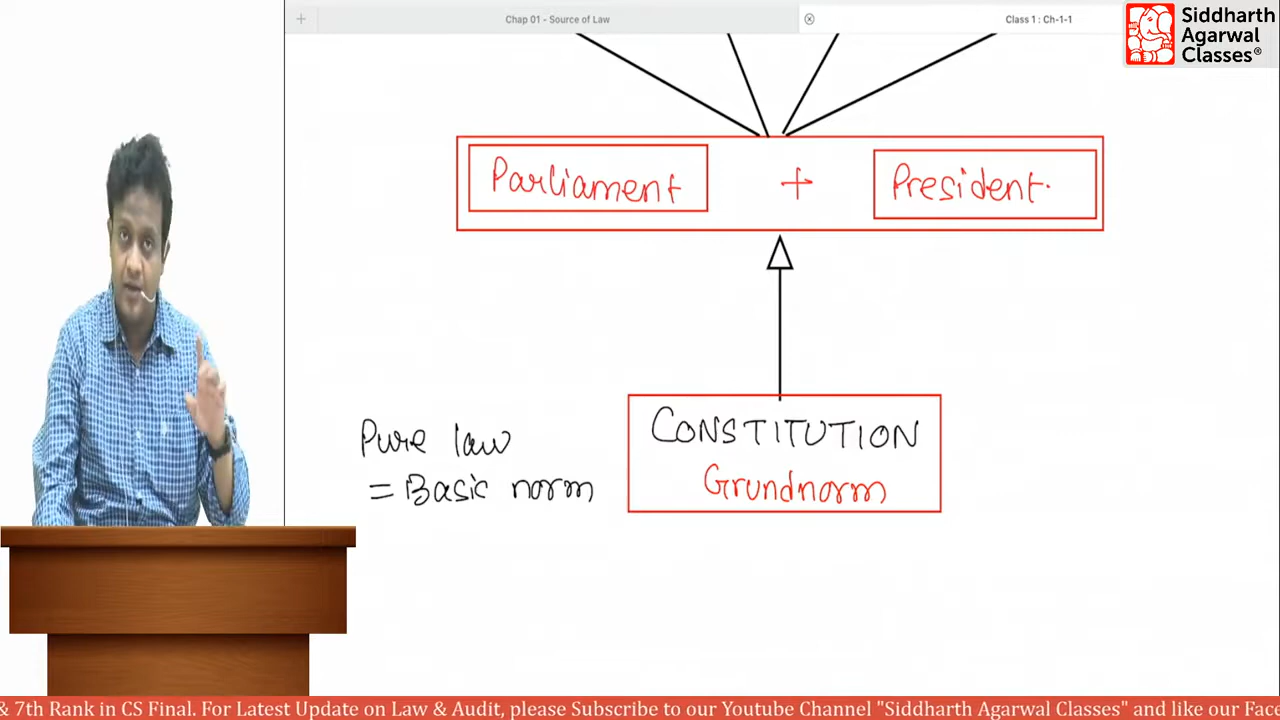 Chap 01 - Source of Law
Class 1 : Ch-1-1
Siddharth
Agarwal
Classes®
Parliament + President.
CONSTITUTION
Grundnorm
Pure law
= Basic norm
& 7th Rank in CS Final. For Latest Update on Law & Audit, please Subscribe to our Youtube Channel "Siddharth Agarwal Classes" and like our Face